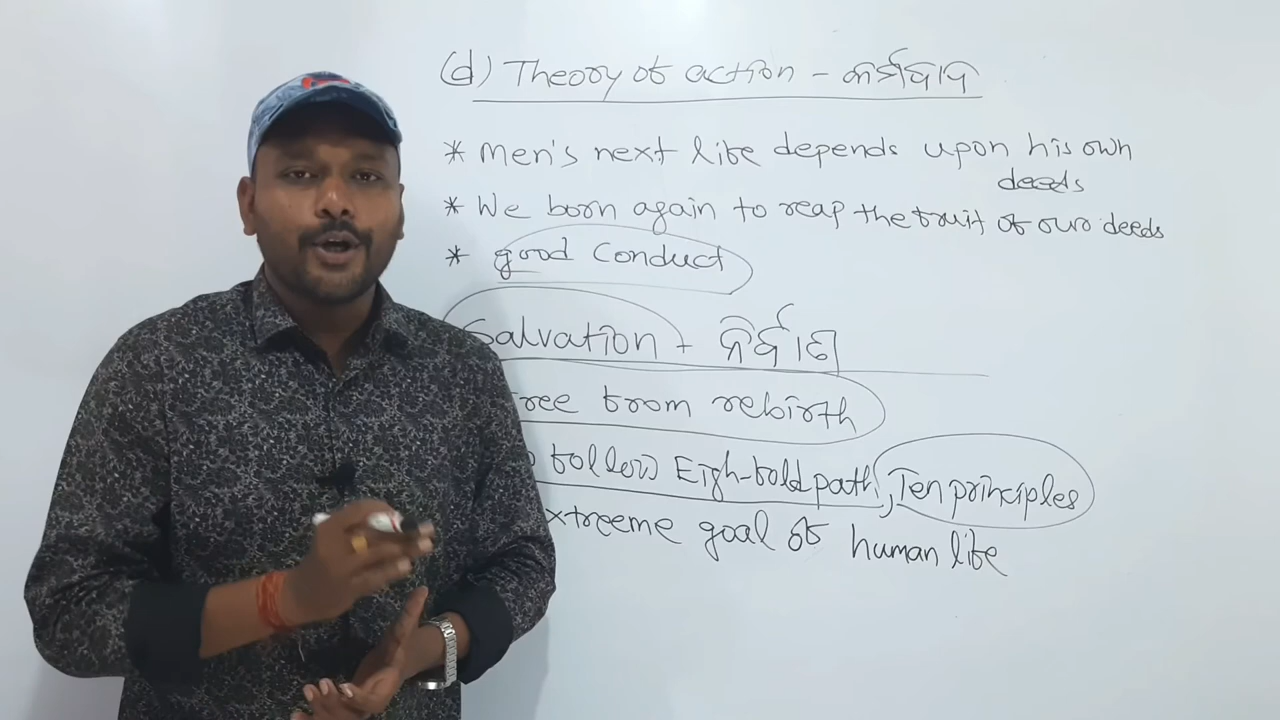 (d) Theory of action - କର୍ମବାଦ
* Men's next life depends upon his own
deeds
* We born again to reap the fruit of our deeds
* good Conduct
Salvation - ନିର୍ବାଣ
free from rebirth
follow Eigh-fold path, Ten principles
xtreeme goal of human life